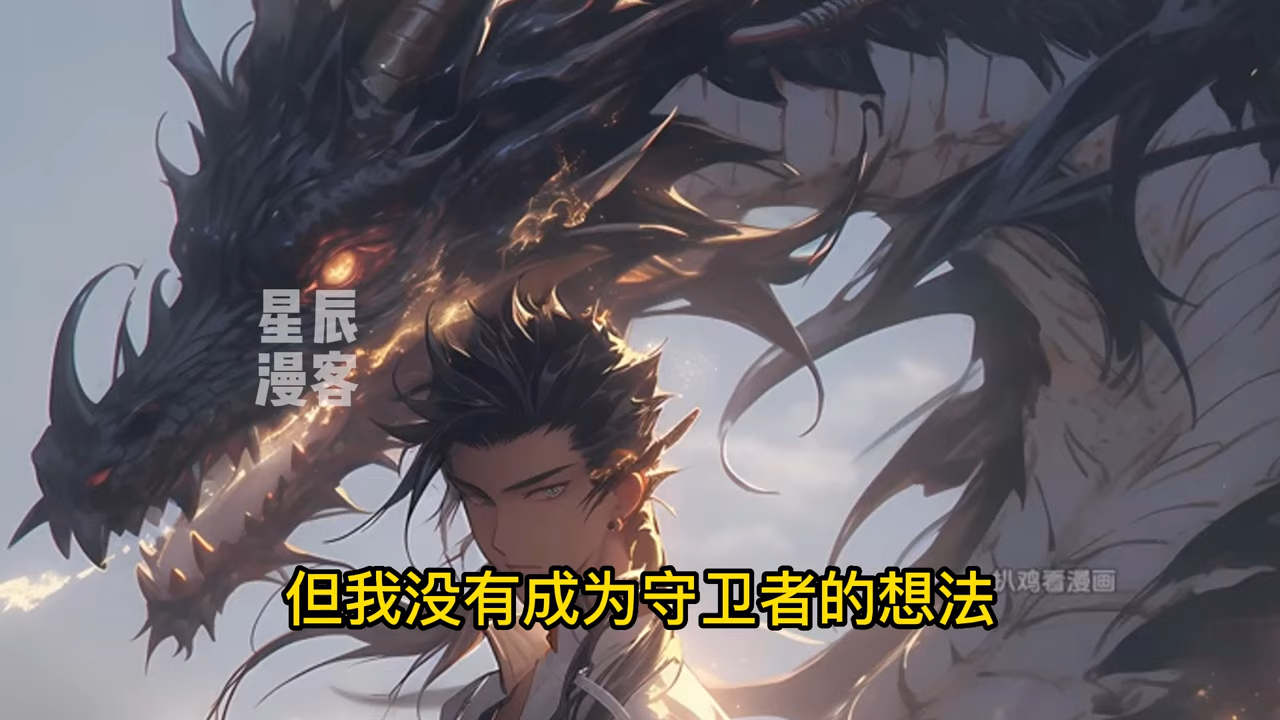 星辰
漫客
扒鸡看漫画
但我没有成为守卫者的想法